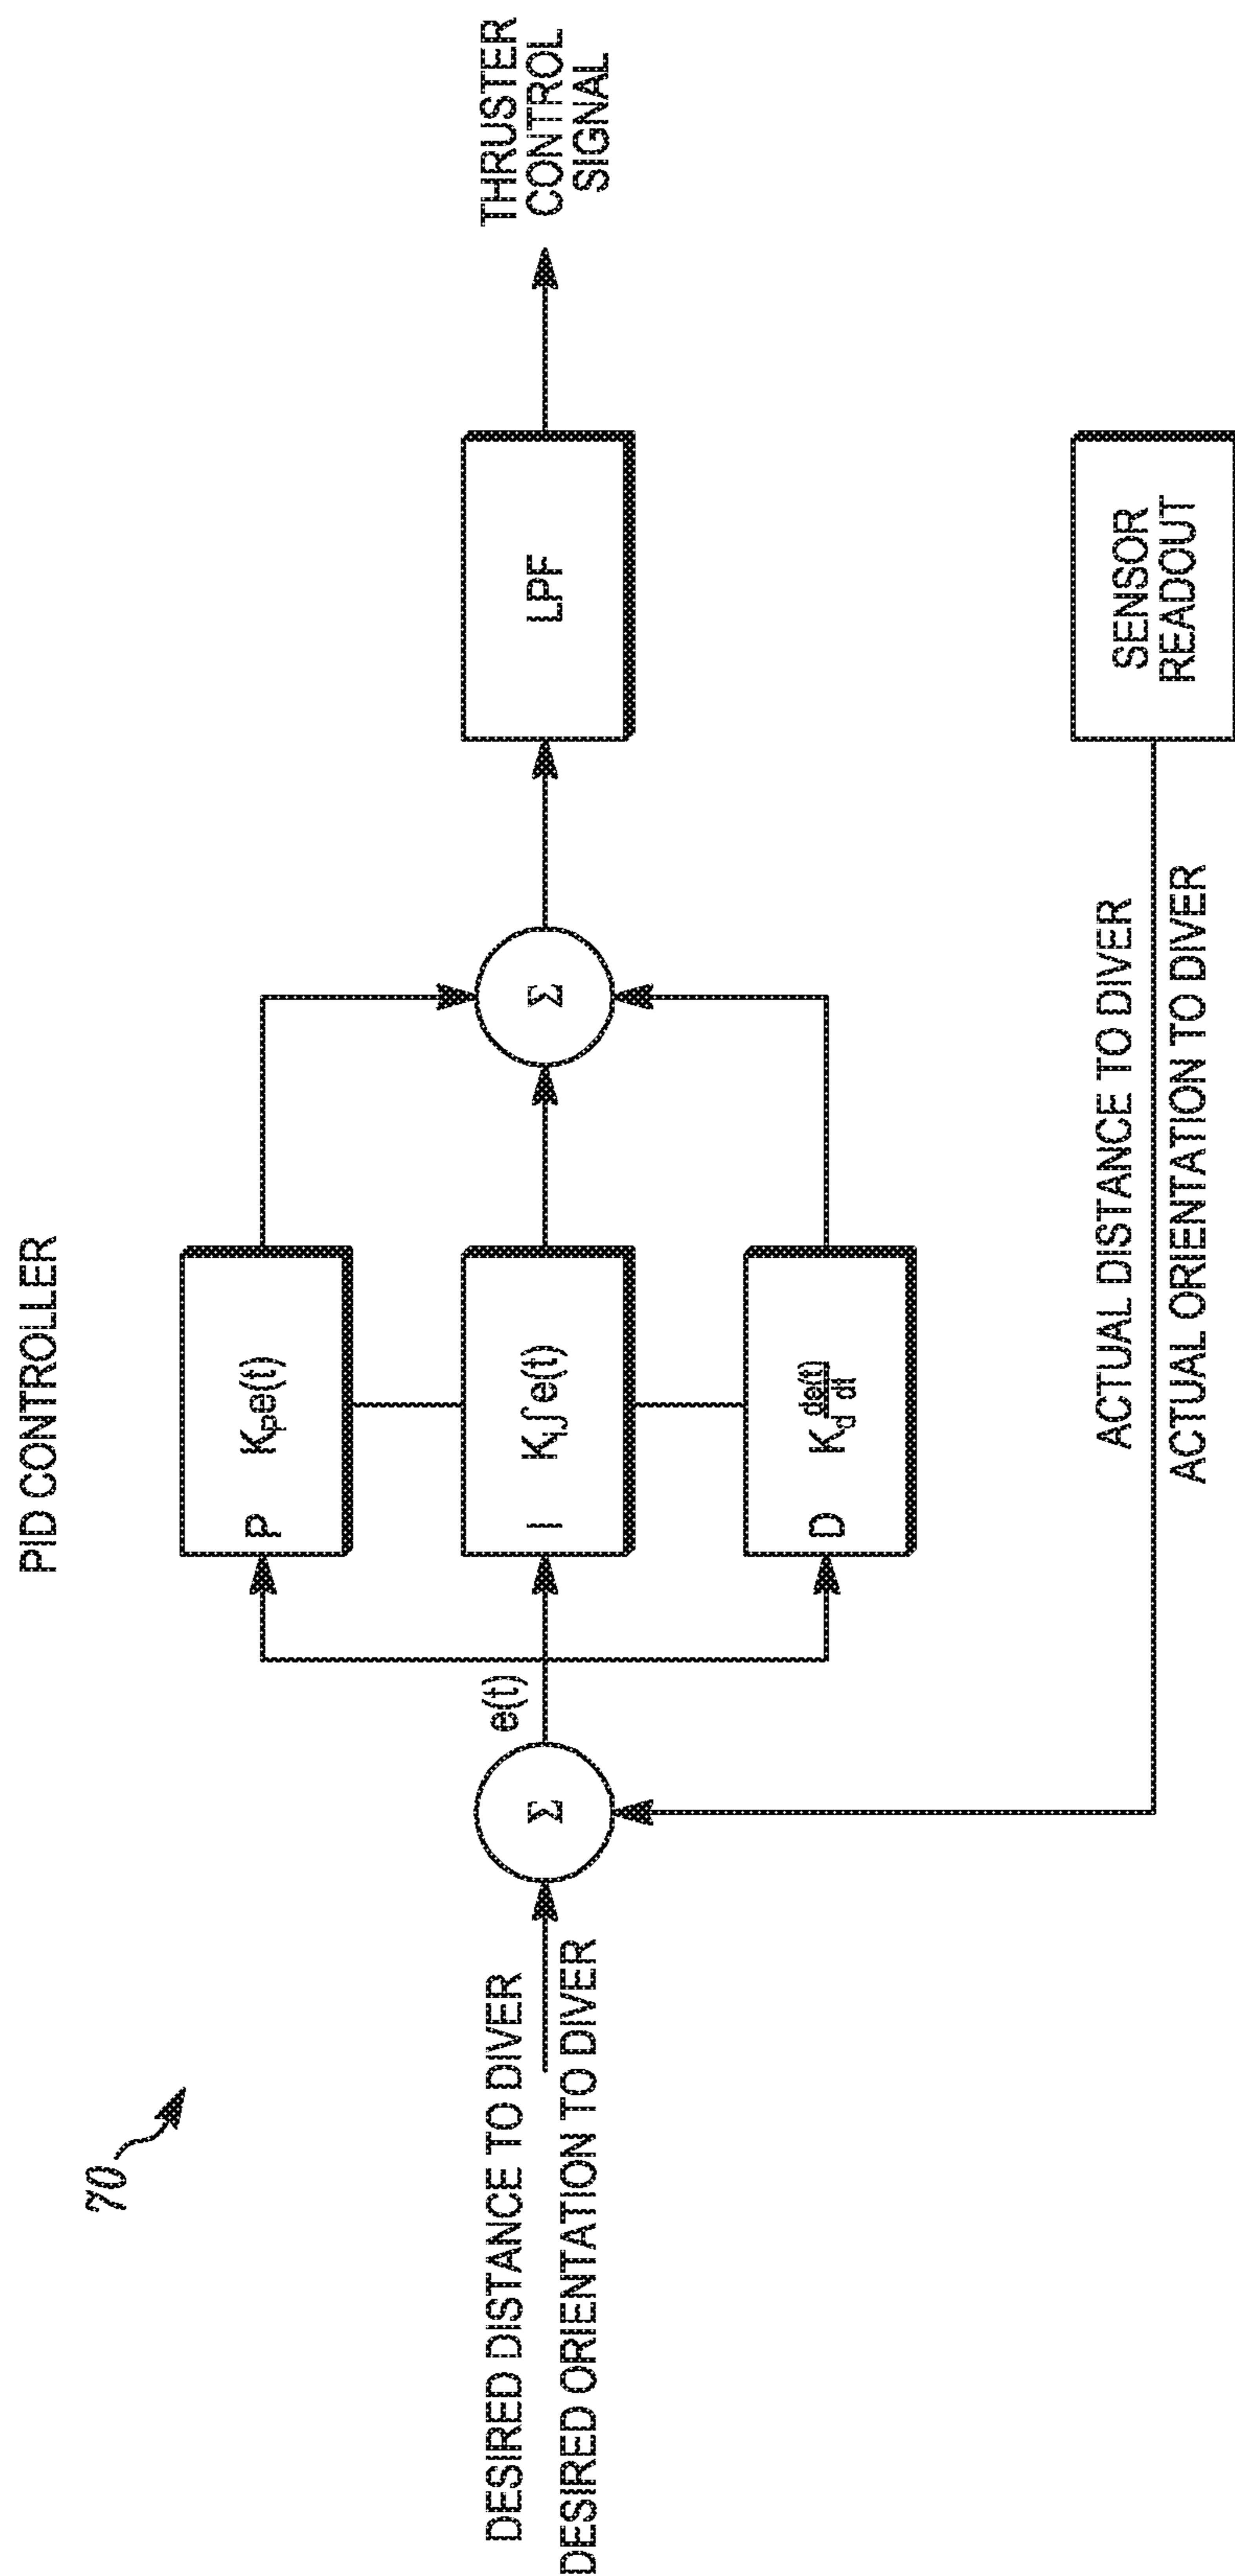 PID CONTROLLER
70
DESIRED DISTANCE TO DIVER
DESIRED ORIENTATION TO DIVER
Σ
e(t)
P Kₚe(t)
I Kᵢ∫e(t)
D K_d de(t)/dt
Σ
LPF
THRUSTER
CONTROL
SIGNAL
ACTUAL DISTANCE TO DIVER
ACTUAL ORIENTATION TO DIVER
SENSOR
READOUT